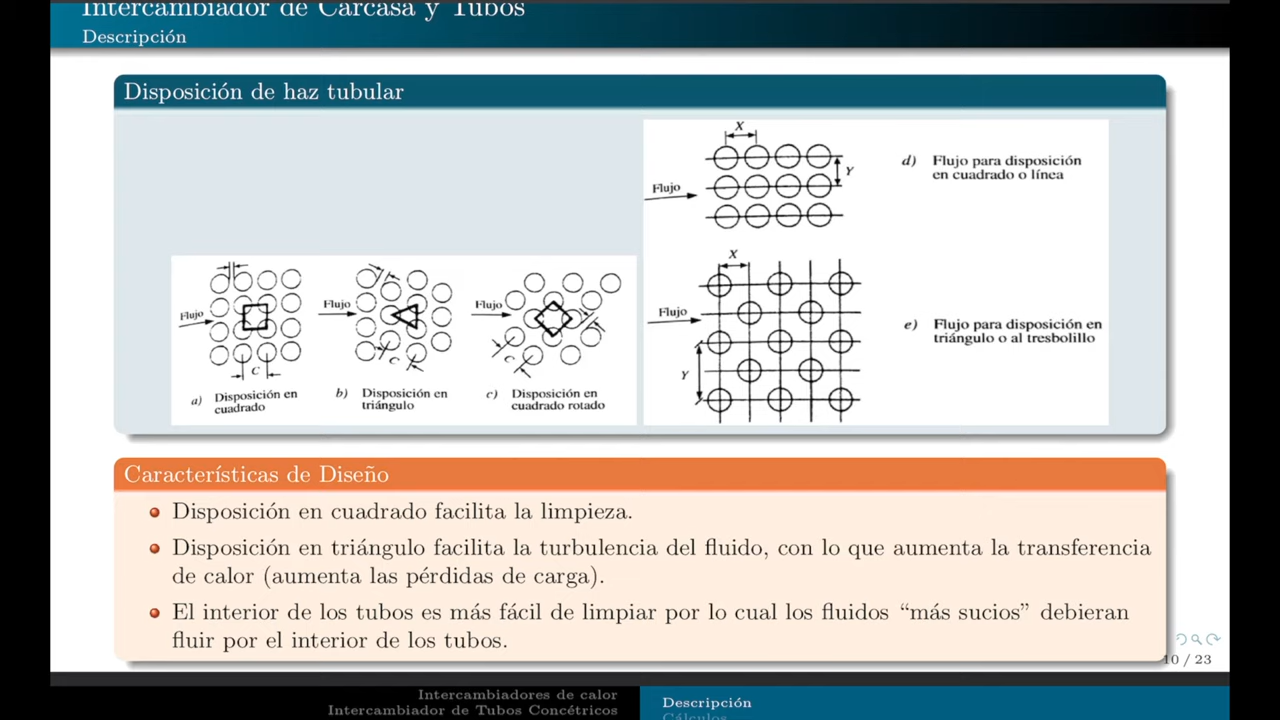 Intercambiador de Carcasa y Tubos
Descripción
Disposición de haz tubular
Flujo
C
a) Disposición en
cuadrado
Flujo
C
b) Disposición en
triángulo
Flujo
C
c) Disposición en
cuadrado rotado
X
Y
Flujo
d) Flujo para disposición
en cuadrado o línea
X
Flujo
Y
e) Flujo para disposición en
triángulo o al tresbolillo
Características de Diseño
Disposición en cuadrado facilita la limpieza.
Disposición en triángulo facilita la turbulencia del fluido, con lo que aumenta la transferencia
de calor (aumenta las pérdidas de carga).
El interior de los tubos es más fácil de limpiar por lo cual los fluidos “más sucios” debieran
fluir por el interior de los tubos.
10 / 23
Intercambiadores de calor
Intercambiador de Tubos Concétricos
Descripción
Cálculos